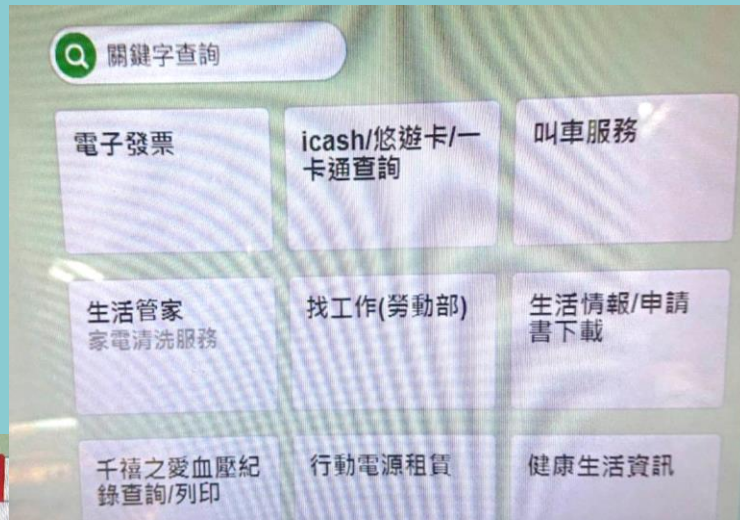 關鍵字查詢
電子發票
icash/悠遊卡/一
卡通查詢
叫車服務
生活管家
家電清洗服務
找工作(勞動部)
生活情報/申請
書下載
千禧之愛血壓紀
錄查詢/列印
行動電源租賃
健康生活資訊